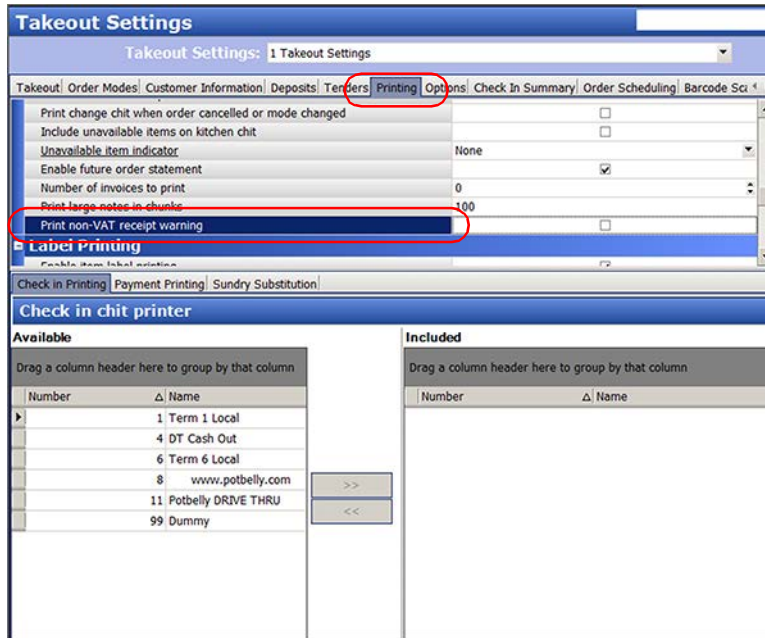 Takeout Settings
Takeout Settings: 1 Takeout Settings
Takeout Order Modes Customer Information Deposits Tenders Printing Options Check In Summary Order Scheduling Barcode Sca
Print change chit when order cancelled or mode changed
Include unavailable items on kitchen chit
Unavailable item indicator None
Enable future order statement
Number of invoices to print 0
Print large notes in chunks 100
Print non-VAT receipt warning
Label Printing
Enable item label printing
Check in Printing Payment Printing Sundry Substitution
Check in chit printer
Available Included
Drag a column header here to group by that column Drag a column header here to group by that column
Number Name Number Name
1 Term 1 Local
4 DT Cash Out
6 Term 6 Local
8 www.potbelly.com
>>
11 Potbelly DRIVE THRU
<<
99 Dummy